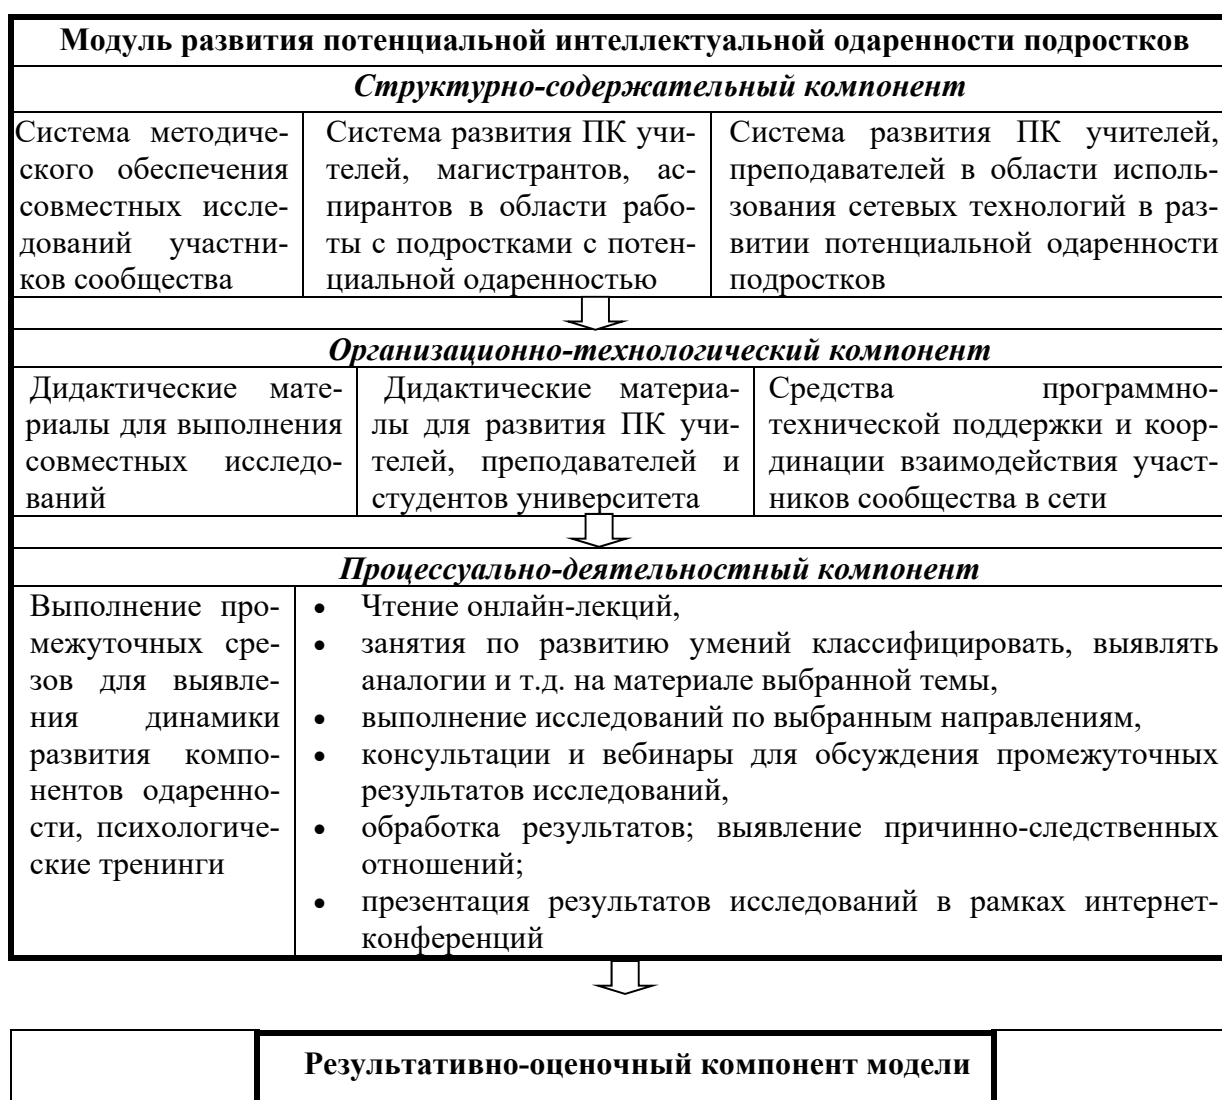 Модуль развития потенциальной интеллектуальной одаренности подростков
Структурно-содержательный компонент
Система методиче-
ского обеспечения
совместных иссле-
дований участни-
ков сообщества
Система развития ПК учи-
телей, магистрантов, ас-
пирантов в области рабо-
ты с подростками с потен-
циальной одаренностью
Система развития ПК учителей,
преподавателей в области исполь-
зования сетевых технологий в раз-
витии потенциальной одаренности
подростков
Организационно-технологический компонент
Дидактические мате-
риалы для выполнения
совместных исследо-
ваний
Дидактические материа-
лы для развития ПК учи-
телей, преподавателей и
студентов университета
Средства программно-
технической поддержки и коор-
динации взаимодействия участ-
ников сообщества в сети
Процессуально-деятельностный компонент
Выполнение про-
межуточных сре-
зов для выявле-
ния динамики
развития компо-
нентов одаренно-
сти, психологиче-
ские тренинги
• Чтение онлайн-лекций,
• занятия по развитию умений классифицировать, выявлять
аналогии и т.д. на материале выбранной темы,
• выполнение исследований по выбранным направлениям,
• консультации и вебинары для обсуждения промежуточных
результатов исследований,
• обработка результатов; выявление причинно-следственных
отношений;
• презентация результатов исследований в рамках интернет-
конференций
Результативно-оценочный компонент модели